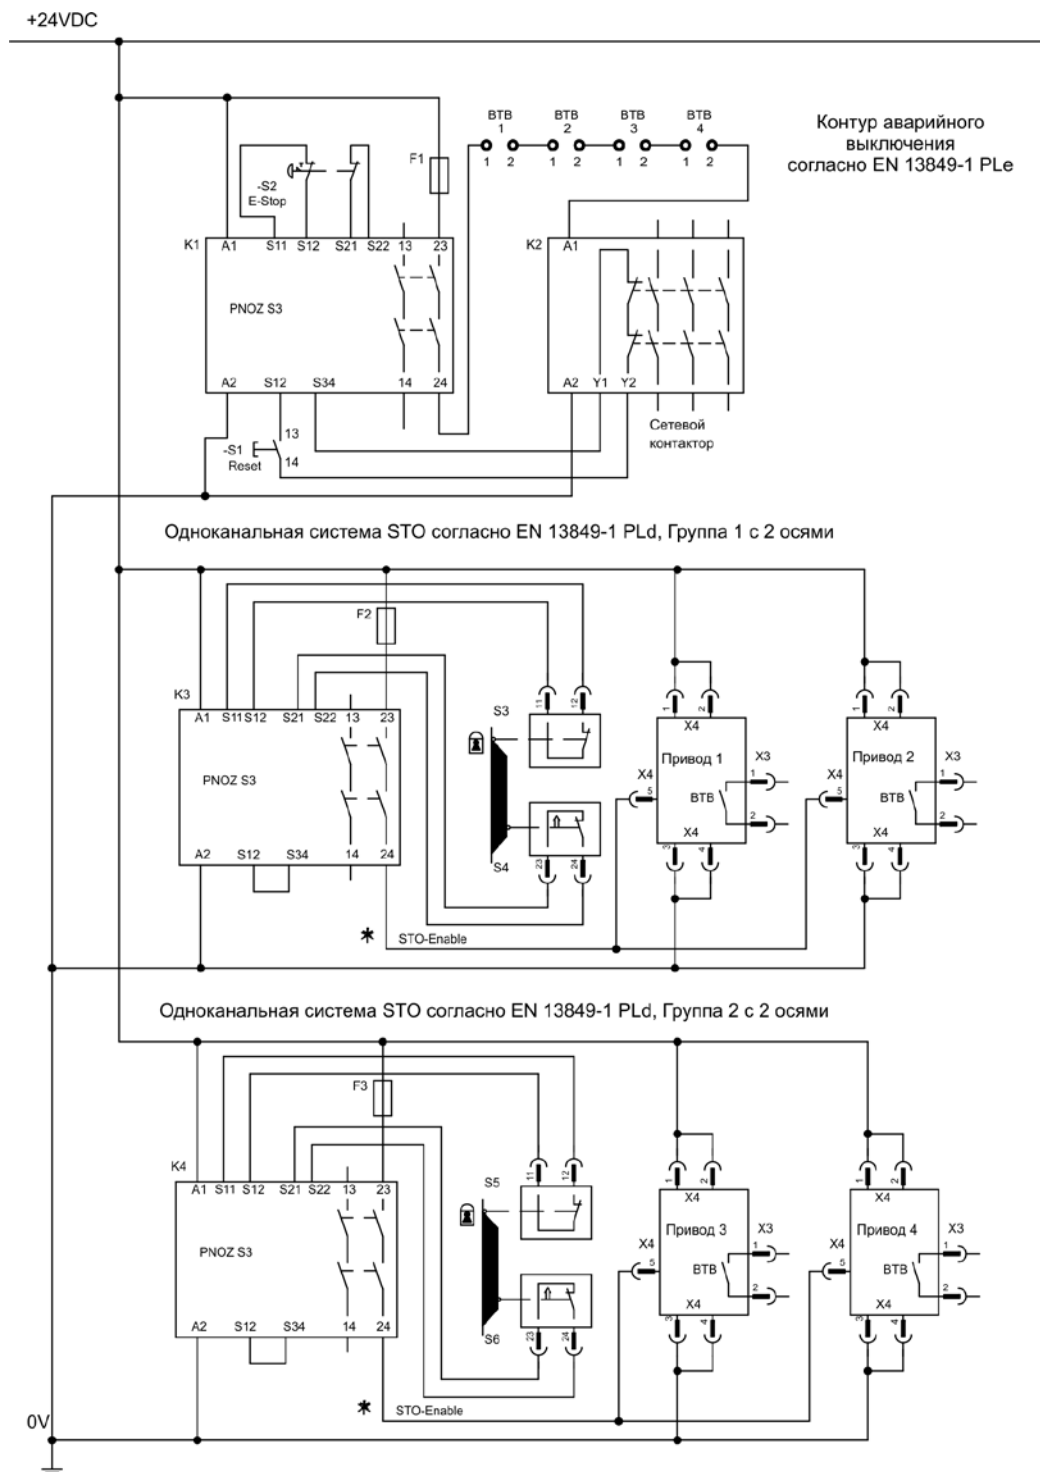 +24VDC
BTB 1
BTB 2
BTB 3
BTB 4
1 2 1 2 1 2 1 2
Контур аварийного
выключения
согласно EN 13849-1 PLe
F1
-S2
E-Stop
K1
A1 S11 S12 S21 S22 13 23
K2
A1
PNOZ S3
A2 S12 S34 14 24
A2 Y1 Y2
Сетевой
контактор
13
-S1
Reset
14
Одноканальная система STO согласно EN 13849-1 PLd, Группа 1 с 2 осями
F2
K3
A1 S11 S12 S21 S22 13 23
S3
11 12
1 2
X4
1 2
X4
PNOZ S3
Привод 1
X3
Привод 2
X3
X4
5
BTB
1
2
X4
5
BTB
1
2
X4
3 4
X4
3 4
A2 S12 S34 14 24
S4
23 24
* STO-Enable
Одноканальная система STO согласно EN 13849-1 PLd, Группа 2 с 2 осями
F3
K4
A1 S11 S12 S21 S22 13 23
S5
11 12
1 2
X4
1 2
X4
PNOZ S3
Привод 3
X3
Привод 4
X3
X4
5
BTB
1
2
X4
5
BTB
1
2
X4
3 4
X4
3 4
A2 S12 S34 14 24
S6
23 24
* STO-Enable
0V